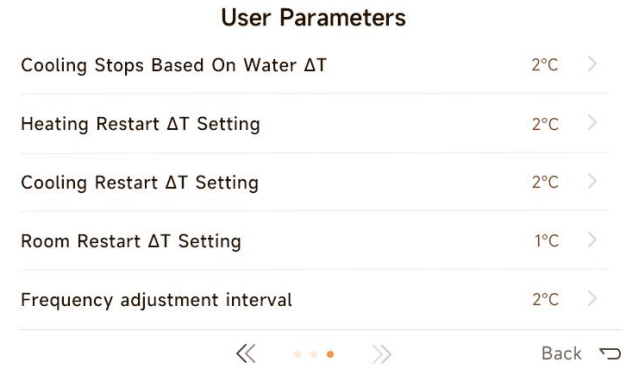 User Parameters
Cooling Stops Based On Water ΔT 2°C
Heating Restart ΔT Setting 2°C
Cooling Restart ΔT Setting 2°C
Room Restart ΔT Setting 1°C
Frequency adjustment interval 2°C
Back